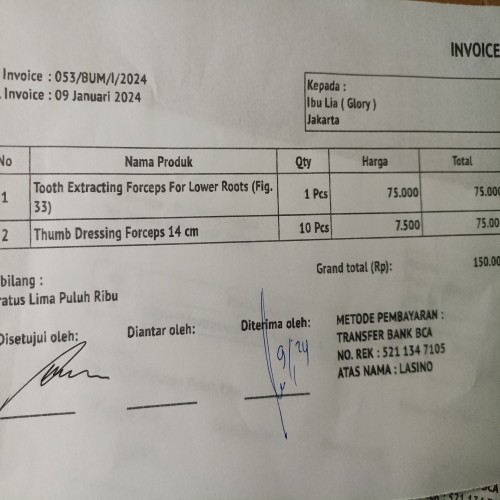 INVOICE
Invoice : 053/BUM/I/2024
Invoice : 09 Januari 2024
Kepada :
Ibu Lia ( Glory )
Jakarta
No Nama Produk Qty Harga Total
1 Tooth Extracting Forceps For Lower Roots (Fig. 33) 1 Pcs 75.000 75.000
2 Thumb Dressing Forceps 14 cm 10 Pcs 7.500 75.00
Grand total (Rp): 150.00
bilang :
ratus Lima Puluh Ribu
Disetujui oleh: Diantar oleh: Diterima oleh:
9/1 24
METODE PEMBAYARAN :
TRANSFER BANK BCA
NO. REK : 521 134 7105
ATAS NAMA : LASINO